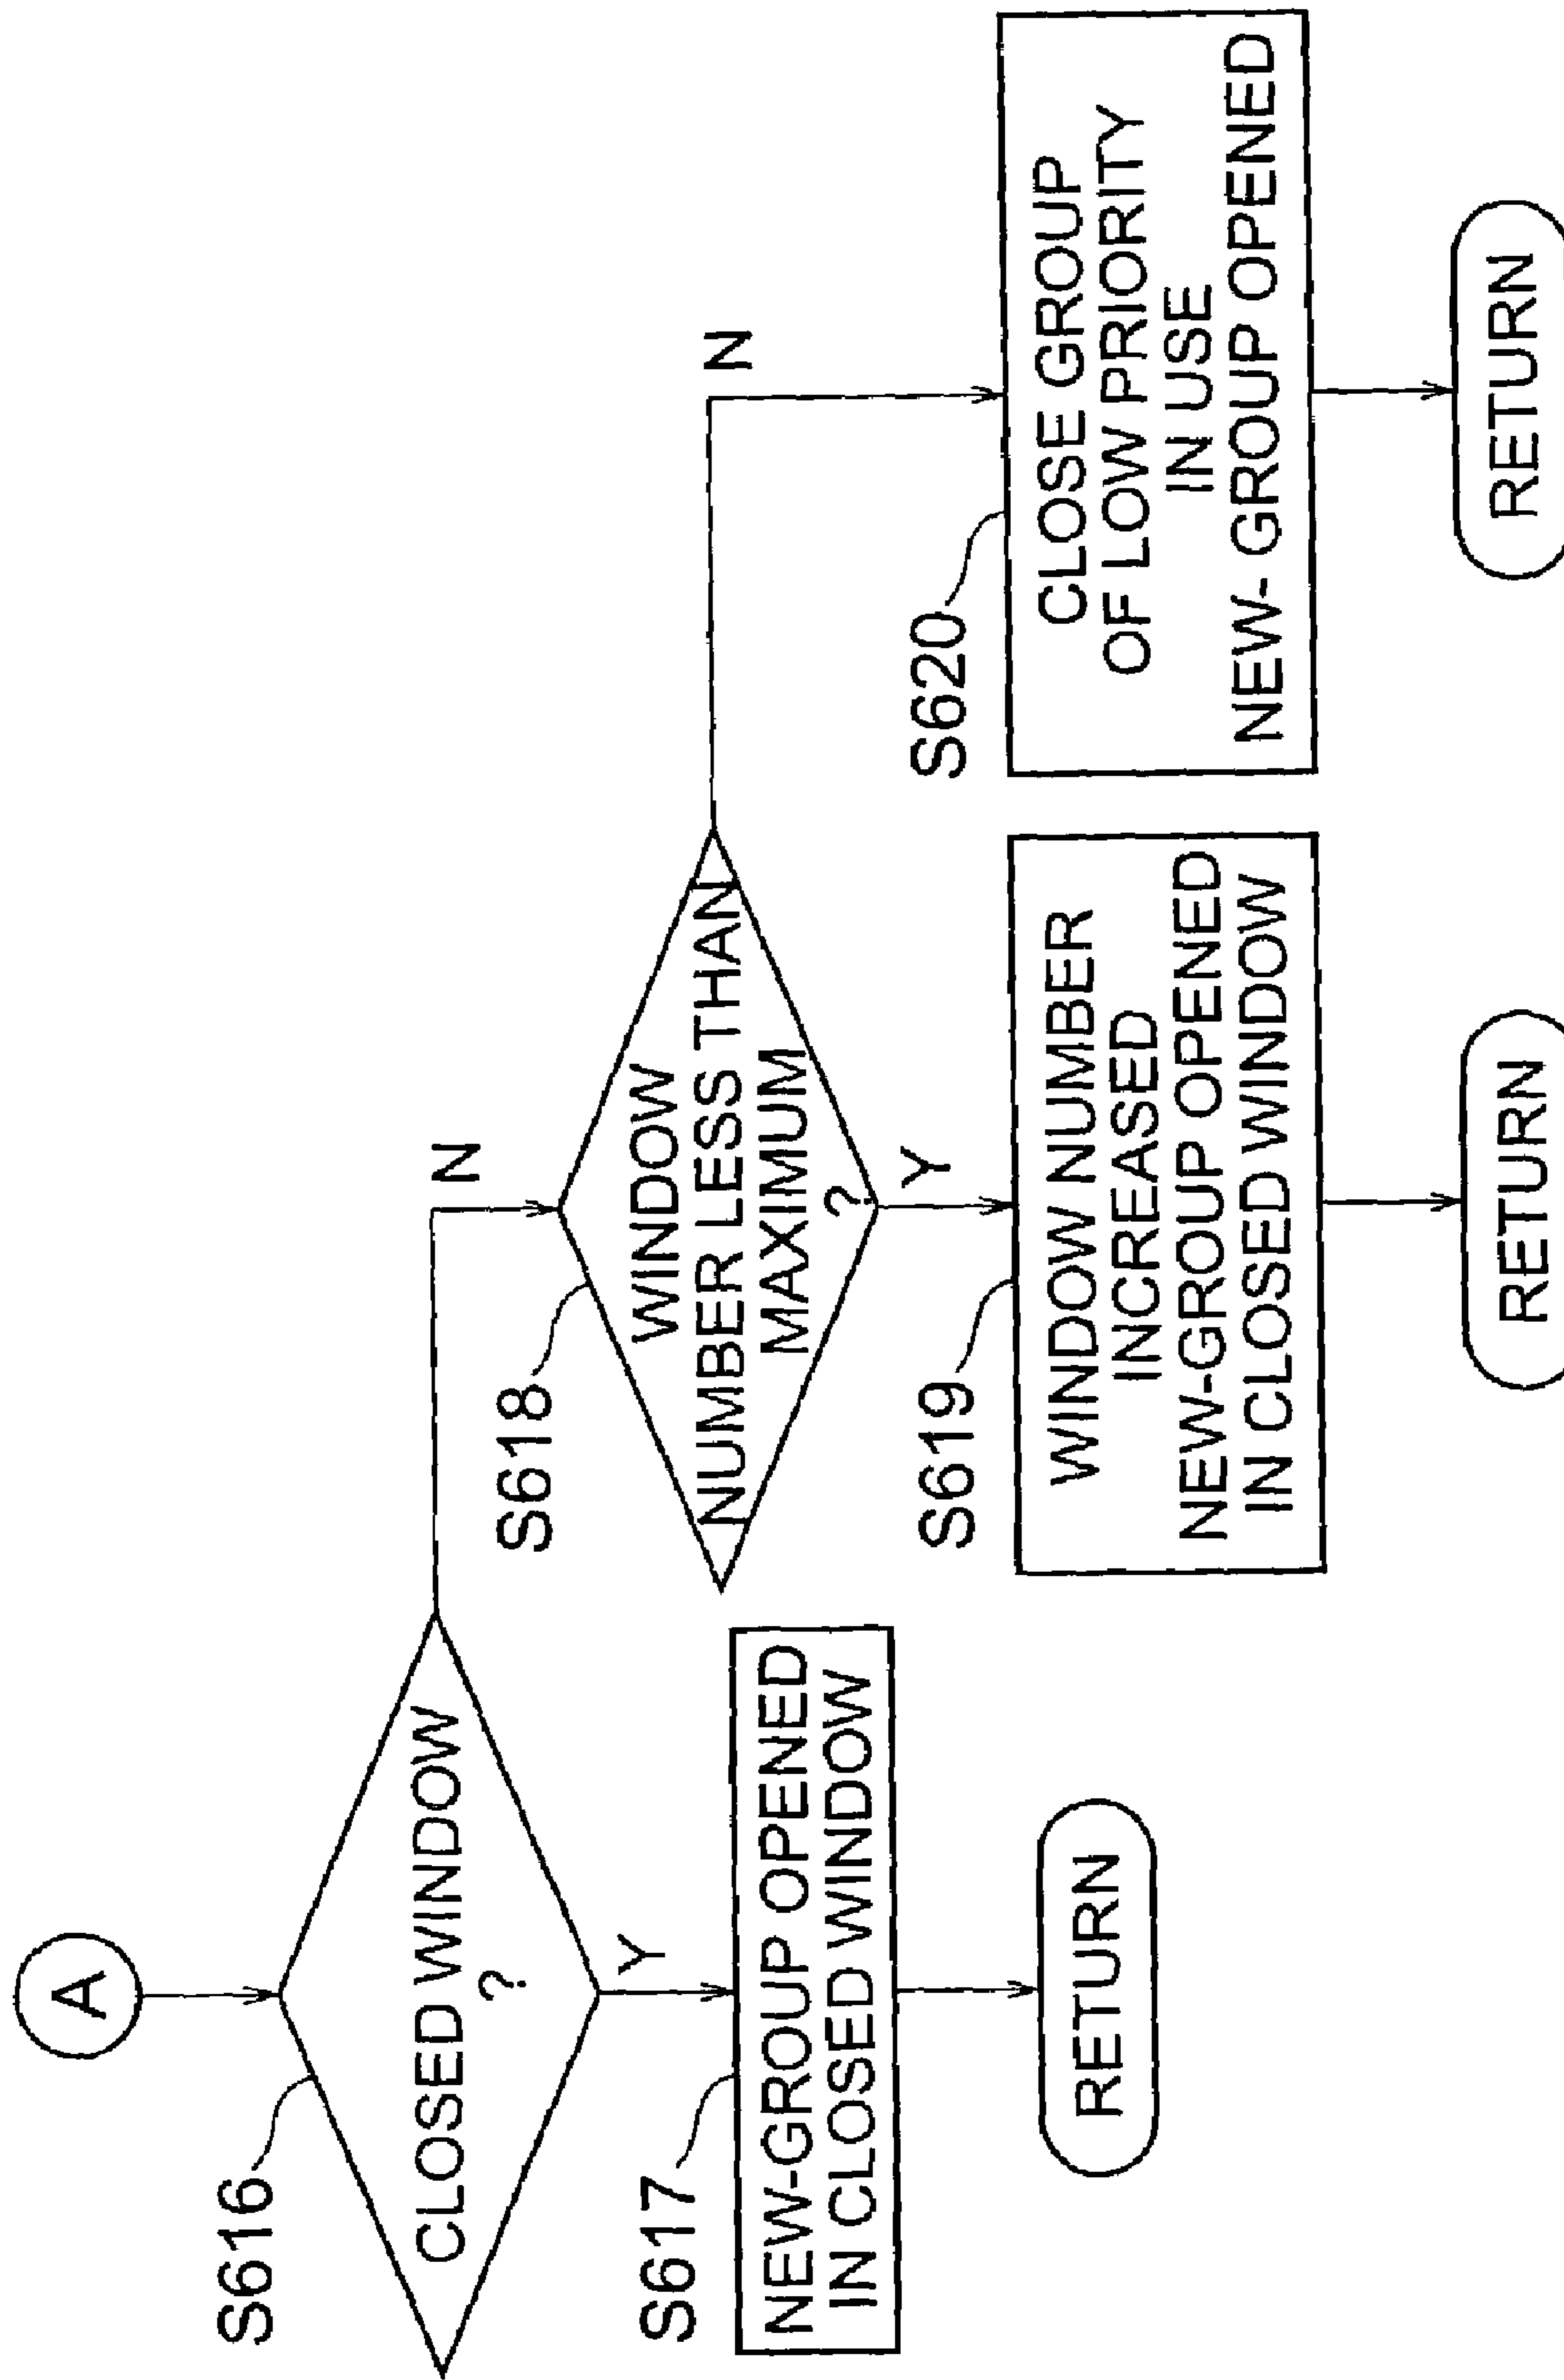 A
S616
CLOSED WINDOW
?
N
Y
S617
NEW-GROUP OPENED
IN CLOSED WINDOW
RETURN
S618
WINDOW
NUMBER LESS THAN
MAXIMUM
?
N
Y
S619
WINDOW NUMBER
INCREASED
NEW-GROUP OPENED
IN CLOSED WINDOW
RETURN
S620
CLOSE GROUP
OF LOW PRIORITY
IN USE
NEW- GROUP OPENED
RETURN